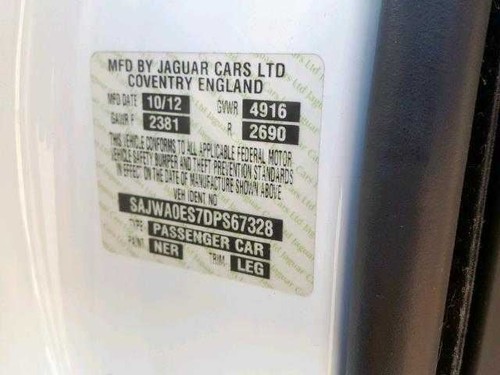 MFD BY JAGUAR CARS LTD
COVENTRY ENGLAND
MFD DATE 10/12 GVWR 4916
GAWR F 2381 R 2690
THIS VEHICLE CONFORMS TO ALL APPLICABLE FEDERAL MOTOR
VEHICLE SAFETY BUMPER AND THEFT PREVENTION STANDARDS
IN EFFECT ON THE DATE OF MANUFACTURE SHOWN ABOVE
VEH IDENT NO
SAJWA0ES7DPS67328
TYPE PASSENGER CAR
PAINT NER TRIM LEG